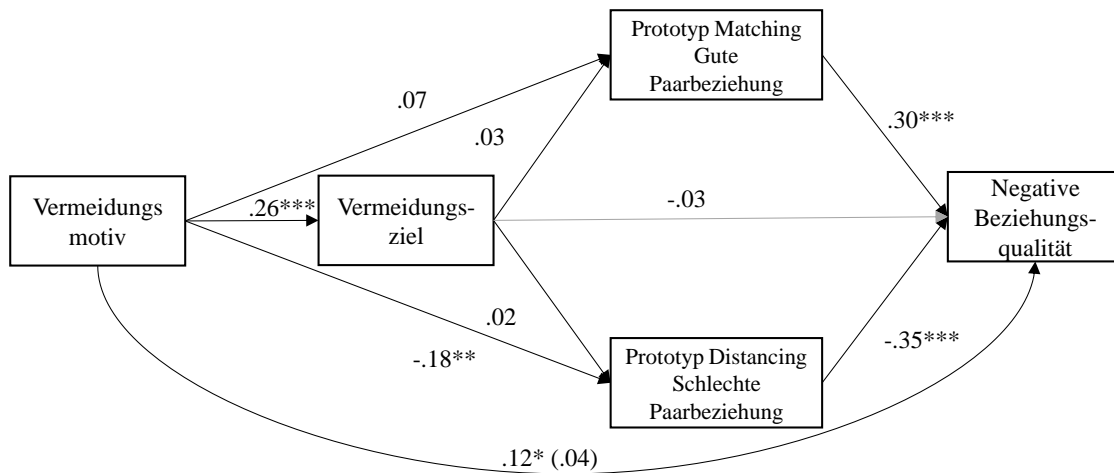 Prototyp Matching
Gute
Paarbeziehung
.07
.03
.30***
Vermeidungs
motiv
.26***
Vermeidungs-
ziel
-.03
Negative
Beziehungs-
qualität
.02
-.18**
Prototyp Distancing
Schlechte
Paarbeziehung
-.35***
.12* (.04)